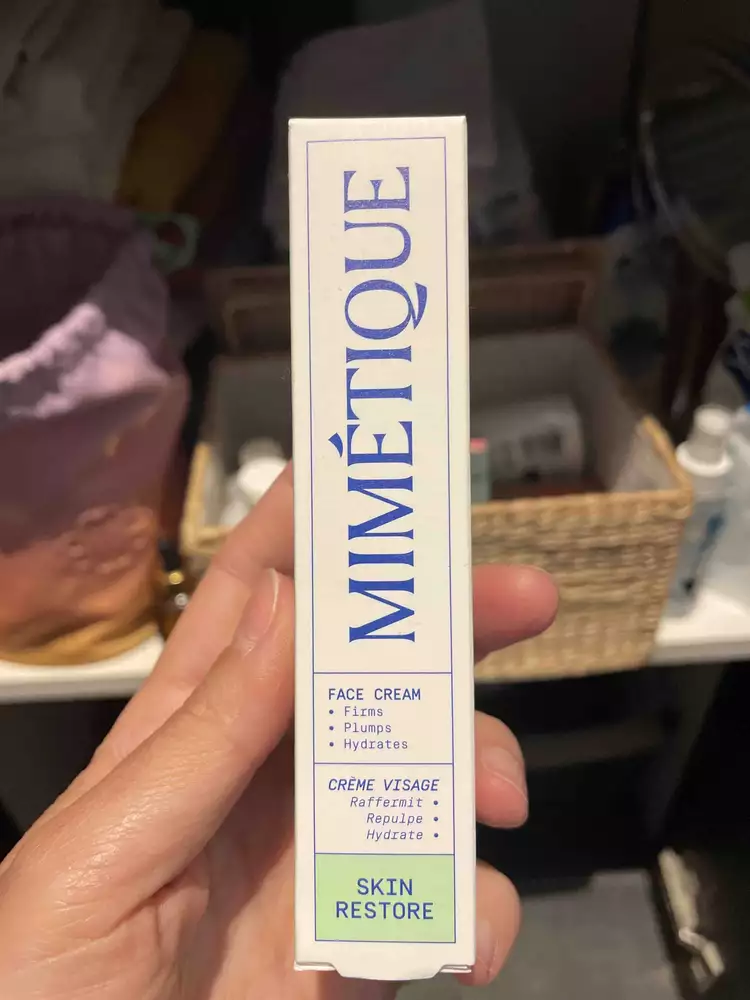 MIMÉTIQUE
FACE CREAM
• Firms
• Plumps
• Hydrates
CRÈME VISAGE
Raffermit •
Repulpe •
Hydrate •
SKIN
RESTORE